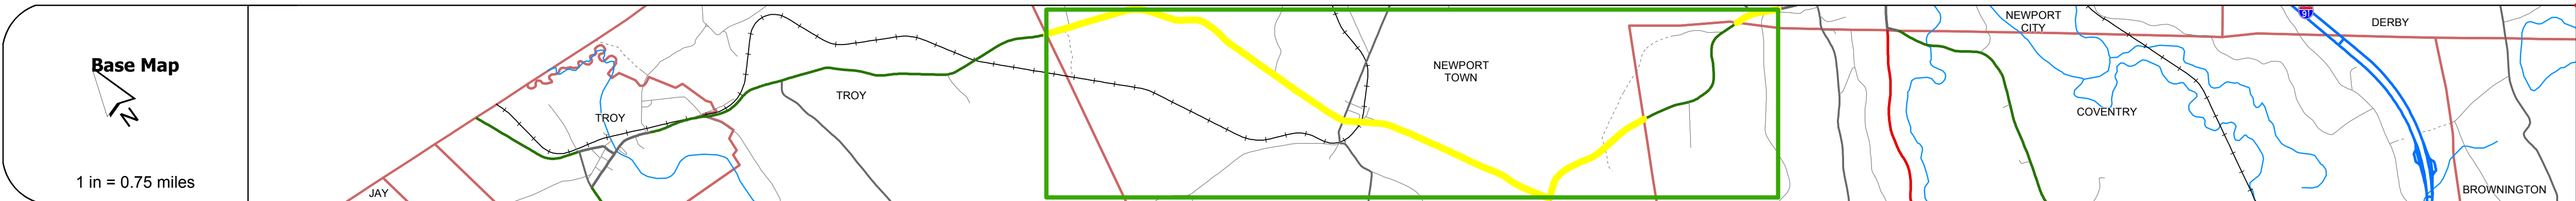 Base Map
N
1 in = 0.75 miles
JAY
TROY
TROY
NEWPORT
TOWN
NEWPORT
CITY
91
DERBY
COVENTRY
BROWNINGTON